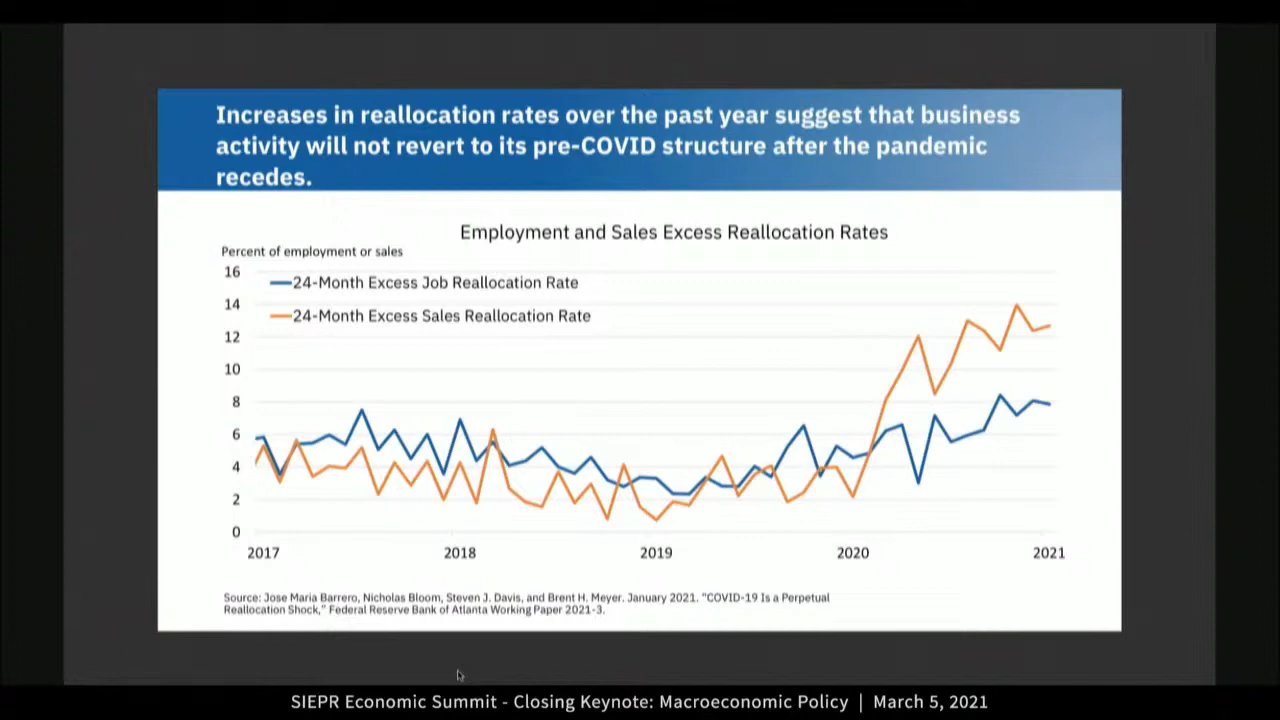 Increases in reallocation rates over the past year suggest that business
activity will not revert to its pre-COVID structure after the pandemic
recedes.
Employment and Sales Excess Reallocation Rates
Percent of employment or sales
16
24-Month Excess Job Reallocation Rate
14
24-Month Excess Sales Reallocation Rate
12
10
8
6
4
2
0
2017 2018 2019 2020 2021
Source: Jose Maria Barrero, Nicholas Bloom, Steven J. Davis, and Brent H. Meyer. January 2021. "COVID-19 Is a Perpetual
Reallocation Shock," Federal Reserve Bank of Atlanta Working Paper 2021-3.
SIEPR Economic Summit - Closing Keynote: Macroeconomic Policy | March 5, 2021